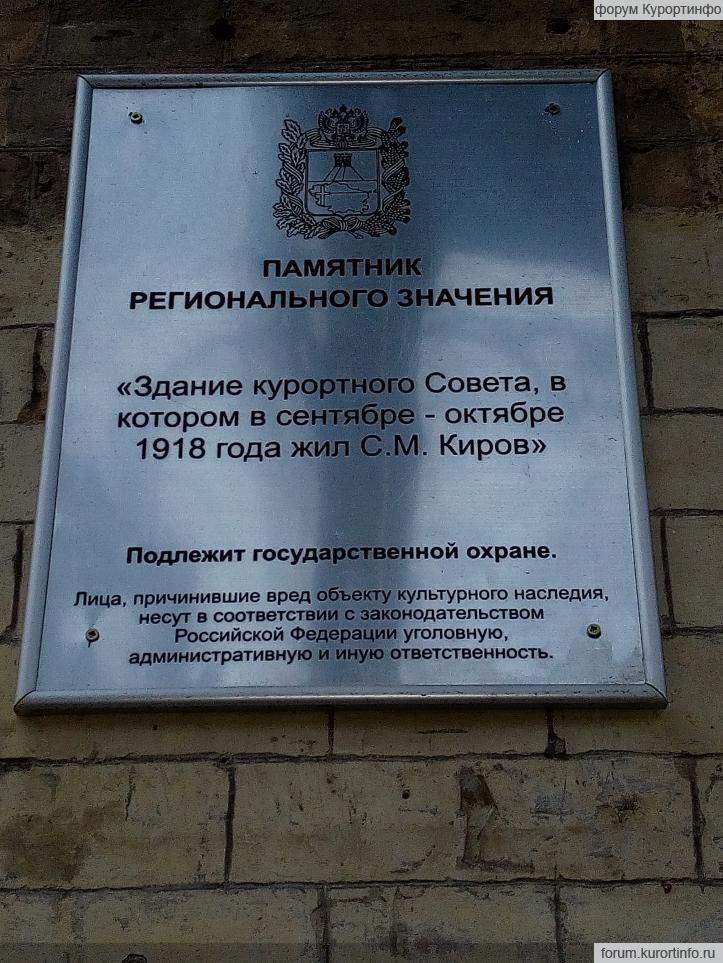 форум Курортинфо
ПАМЯТНИК
РЕГИОНАЛЬНОГО ЗНАЧЕНИЯ
«Здание курортного Совета, в
котором в сентябре - октябре
1918 года жил С.М. Киров»
Подлежит государственной охране.
Лица, причинившие вред объекту культурного наследия,
несут в соответствии с законодательством
Российской Федерации уголовную,
административную и иную ответственность.
forum.kurortinfo.ru